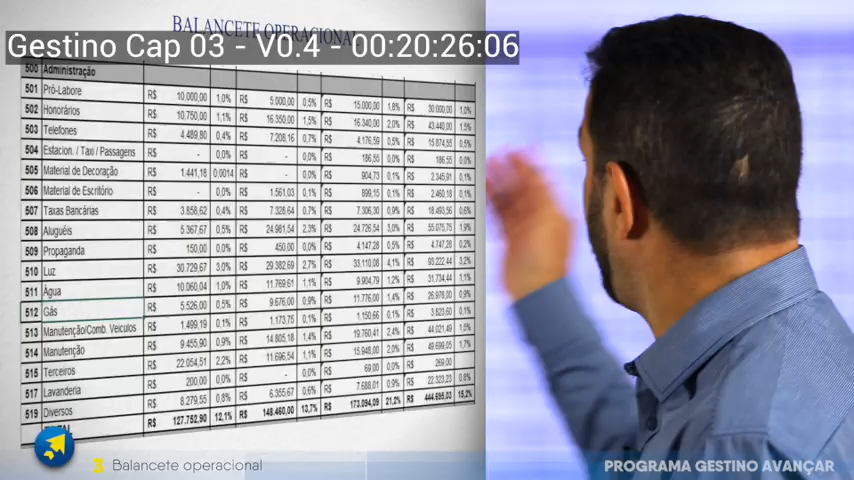 BALANCETE OPERACIONAL
Gestino Cap 03 - V0.4 - 00:20:26:06
500 Administração
501 Pró-Labore R$ 10.000,00 1,0% R$ 5.000,00 0,5% R$ 15.000,00 1,8% R$ 30.000,00 1,0%
502 Honorários R$ 10.750,00 1,1% R$ 16.350,00 1,5% R$ 16.340,00 2,0% R$ 43.440,00 1,5%
503 Telefones R$ 4.489,80 0,4% R$ 7.208,16 0,7% R$ 4.176,59 0,5% R$ 15.874,55 0,5%
504 Estacion. / Taxi / Passagens R$ - 0,0% R$ - 0,0% R$ 186,55 0,0% R$ 186,55 0,0%
505 Material de Decoração R$ 1.441,18 0,0014 R$ - 0,0% R$ 904,73 0,1% R$ 2.345,91 0,1%
506 Material de Escritório R$ - 0,0% R$ 1.561,03 0,1% R$ 899,15 0,1% R$ 2.460,18 0,1%
507 Taxas Bancárias R$ 3.858,62 0,4% R$ 7.328,64 0,7% R$ 7.306,30 0,9% R$ 18.493,56 0,6%
508 Aluguéis R$ 5.367,67 0,5% R$ 24.981,54 2,3% R$ 24.726,54 3,0% R$ 55.075,75 1,9%
509 Propaganda R$ 150,00 0,0% R$ 450,00 0,0% R$ 4.147,28 0,5% R$ 4.747,28 0,2%
510 Luz R$ 30.729,67 3,0% R$ 29.382,69 2,7% R$ 33.110,08 4,1% R$ 93.222,44 3,2%
511 Água R$ 10.060,04 1,0% R$ 11.769,61 1,1% R$ 9.904,79 1,2% R$ 31.734,44 1,1%
512 Gás R$ 5.526,00 0,5% R$ 9.676,00 0,9% R$ 11.776,00 1,4% R$ 26.978,00 0,9%
513 Manutenção/Comb. Veiculos R$ 1.499,19 0,1% R$ 1.173,75 0,1% R$ 1.150,66 0,1% R$ 3.823,60 0,1%
514 Manutenção R$ 9.455,90 0,9% R$ 14.805,18 1,4% R$ 19.760,41 2,4% R$ 44.021,49 1,5%
515 Terceiros R$ 22.054,51 2,2% R$ 11.696,54 1,1% R$ 15.948,00 2,0% R$ 49.699,05 1,7%
517 Lavanderia R$ 200,00 0,0% R$ - 0,0% R$ 69,00 0,0% R$ 269,00
519 Diversos R$ 8.279,55 0,8% R$ 6.355,67 0,6% R$ 7.688,01 0,9% R$ 22.323,23 0,8%
R$ 127.752,90 12,1% R$ 148.460,00 13,7% R$ 173.094,09 21,2% R$ 444.695,03 15,2%
3 Balancete operacional
PROGRAMA GESTINO AVANÇAR